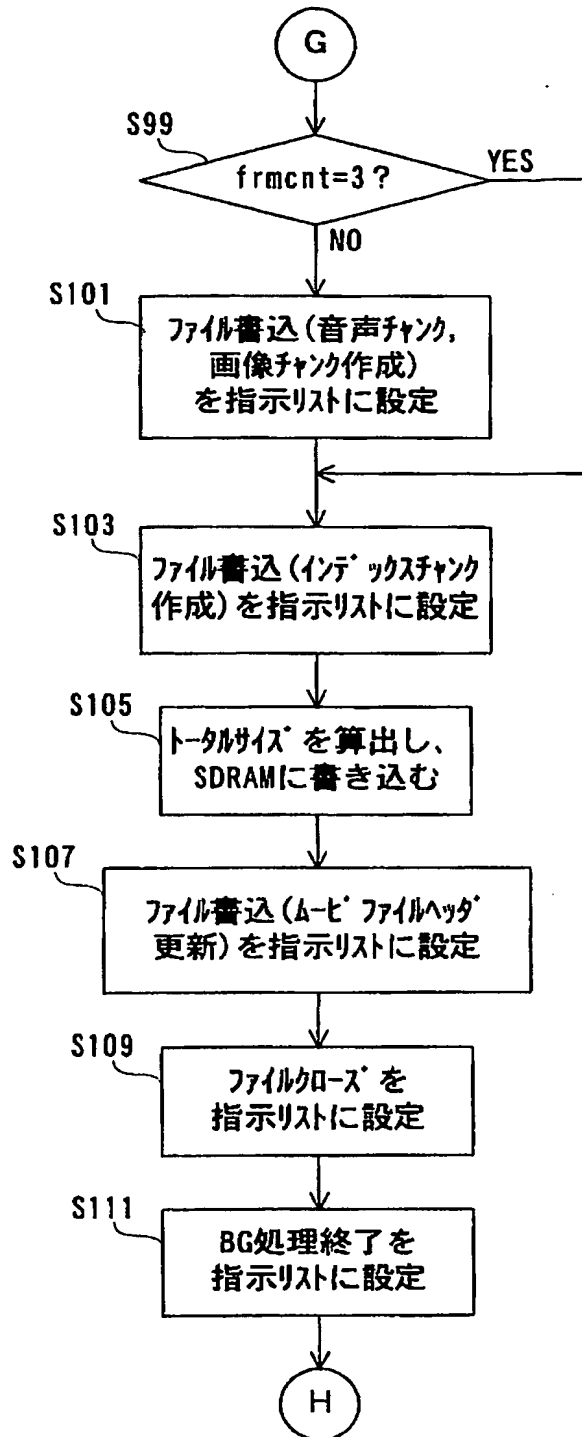 G
S99
frmcnt=3?
YES
NO
S101
ファイル書込(音声チャンク,
画像チャンク作成)
を指示リストに設定
S103
ファイル書込(インデックスチャンク
作成)を指示リストに設定
S105
トータルサイズを算出し、
SDRAMに書き込む
S107
ファイル書込(ムービファイルヘッダ
更新)を指示リストに設定
S109
ファイルクローズを
指示リストに設定
S111
BG処理終了を
指示リストに設定
H